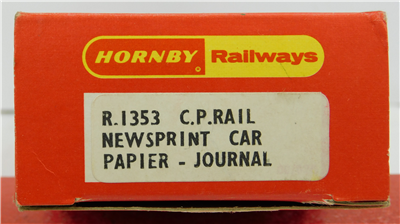 HORNBY Railways
R.1353 C.P.RAIL
NEWSPRINT CAR
PAPIER - JOURNAL